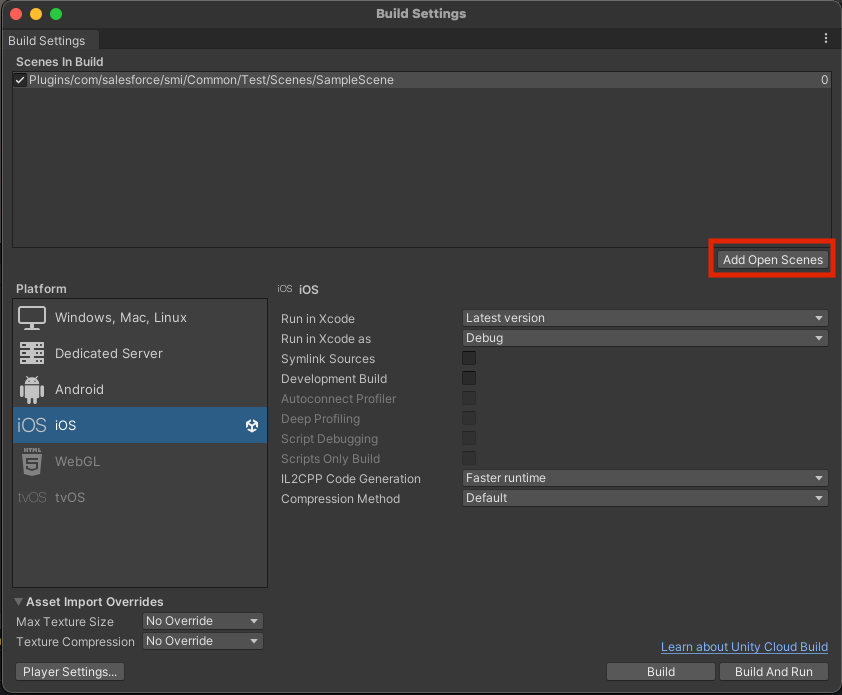 Build Settings
Build Settings
Scenes In Build
Plugins/com/salesforce/smi/Common/Test/Scenes/SampleScene 0
Add Open Scenes
Platform
Windows, Mac, Linux
Dedicated Server
Android
iOS iOS
HTML 5 WebGL
tvOS tvOS
iOS iOS
Run in Xcode Latest version
Run in Xcode as Debug
Symlink Sources
Development Build
Autoconnect Profiler
Deep Profiling
Script Debugging
Scripts Only Build
IL2CPP Code Generation Faster runtime
Compression Method Default
Asset Import Overrides
Max Texture Size No Override
Texture Compression No Override
Learn about Unity Cloud Build
Player Settings... Build Build And Run